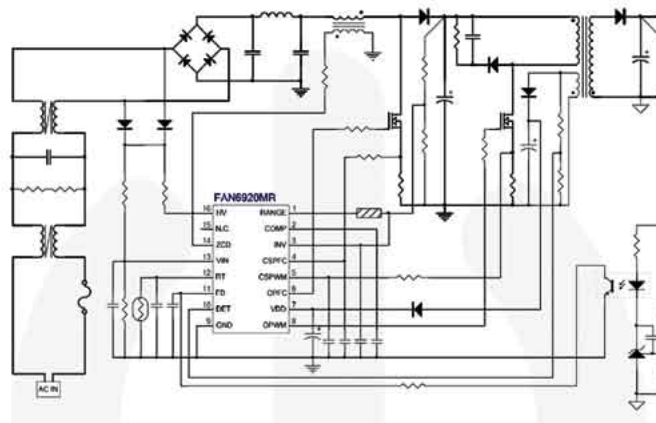 FAN6920MR
16 HV RANGE 1
15 N.C. COMP 2
14 ZCD INV 3
13 VIN CSPFC 4
12 RT CSPWM 5
11 FB OPFC 6
10 DET VDD 7
9 GND OPWM 8
AC IN